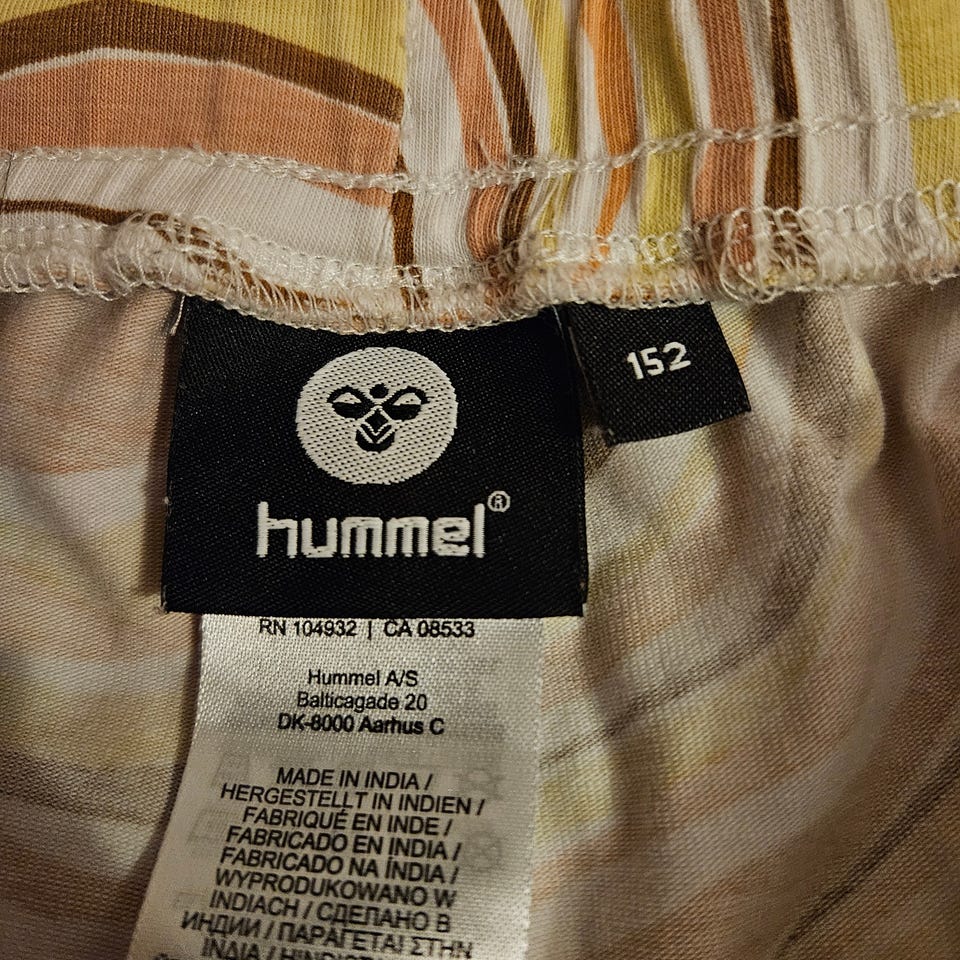 152
hummel®
RN 104932 | CA 08533
Hummel A/S
Balticagade 20
DK-8000 Aarhus C
MADE IN INDIA /
HERGESTELLT IN INDIEN /
FABRIQUÉ EN INDE /
FABRICADO EN INDIA /
FABRICADO NA ÍNDIA /
WYPRODUKOWANO W
INDIACH / СДЕЛАНО В
ИНДИИ / ΠΑΡΑΓΕΤΑΙ ΣΤΗΝ